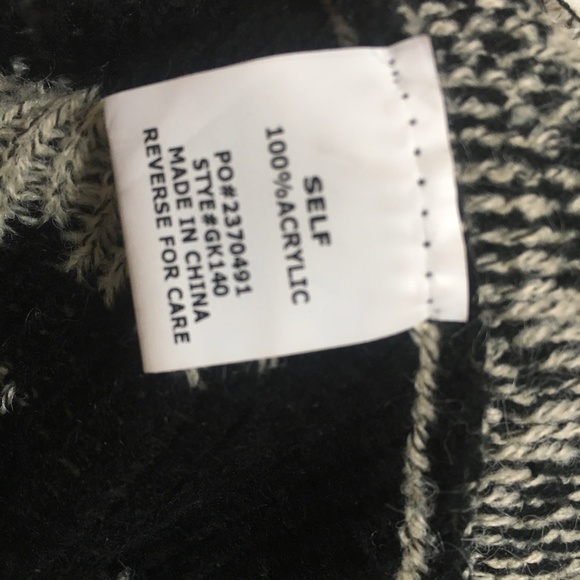 SELF
100%ACRYLIC
PO#2370491
STYE#GK140
MADE IN CHINA
REVERSE FOR CARE